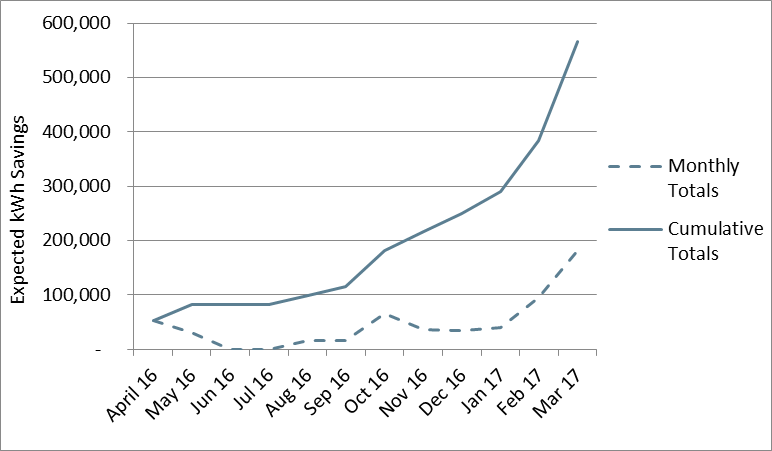 600,000
500,000
400,000
300,000
200,000
100,000
-
Expected kWh Savings
April 16
May 16
Jun 16
Jul 16
Aug 16
Sep 16
Oct 16
Nov 16
Dec 16
Jan 17
Feb 17
Mar 17
Monthly
Totals
Cumulative
Totals